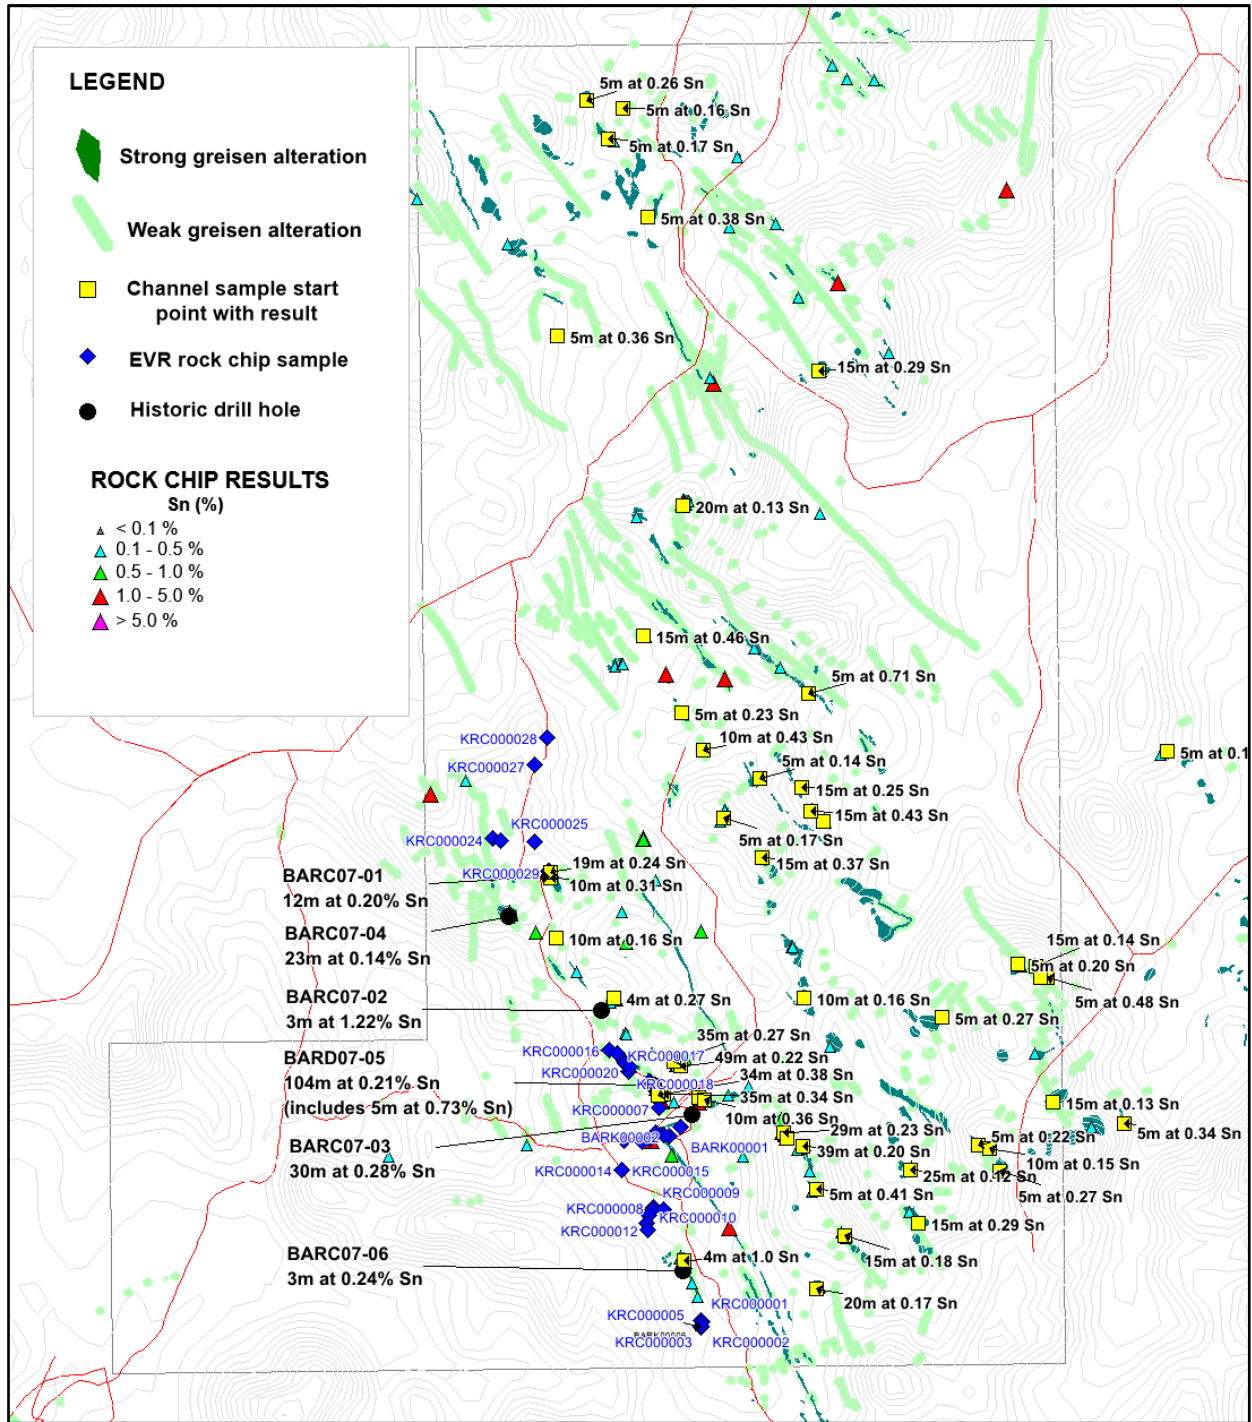 LEGEND
Strong greisen alteration
Weak greisen alteration
Channel sample start
point with result
EVR rock chip sample
Historic drill hole
ROCK CHIP RESULTS
Sn (%)
< 0.1 %
0.1 - 0.5 %
0.5 - 1.0 %
1.0 - 5.0 %
> 5.0 %
5m at 0.26 Sn
5m at 0.16 Sn
5m at 0.17 Sn
5m at 0.38 Sn
5m at 0.36 Sn
15m at 0.29 Sn
20m at 0.13 Sn
15m at 0.46 Sn
5m at 0.71 Sn
5m at 0.23 Sn
10m at 0.43 Sn
KRC000028
5m at 0.1
KRC000027
5m at 0.14 Sn
15m at 0.25 Sn
15m at 0.43 Sn
KRC000025
KRC000024
5m at 0.17 Sn
19m at 0.24 Sn
15m at 0.37 Sn
KRC000029
10m at 0.31 Sn
BARC07-01
12m at 0.20% Sn
BARC07-04
23m at 0.14% Sn
10m at 0.16 Sn
15m at 0.14 Sn
5m at 0.20 Sn
5m at 0.48 Sn
BARC07-02
3m at 1.22% Sn
4m at 0.27 Sn
10m at 0.16 Sn
5m at 0.27 Sn
35m at 0.27 Sn
KRC000016
KRC000017
49m at 0.22 Sn
BARD07-05
104m at 0.21% Sn
(includes 5m at 0.73% Sn)
KRC000020
34m at 0.38 Sn
KRC000018
35m at 0.34 Sn
KRC000007
10m at 0.36 Sn
15m at 0.13 Sn
29m at 0.23 Sn
5m at 0.34 Sn
BARC07-03
30m at 0.28% Sn
BARK00002
BARK00001
39m at 0.20 Sn
5m at 0.22 Sn
10m at 0.15 Sn
KRC000014
KRC000015
25m at 0.12 Sn
5m at 0.27 Sn
KRC000009
5m at 0.41 Sn
KRC000008
KRC000010
KRC000012
15m at 0.29 Sn
BARC07-06
3m at 0.24% Sn
4m at 1.0 Sn
15m at 0.18 Sn
20m at 0.17 Sn
KRC000001
KRC000005
KRC000003
KRC000002